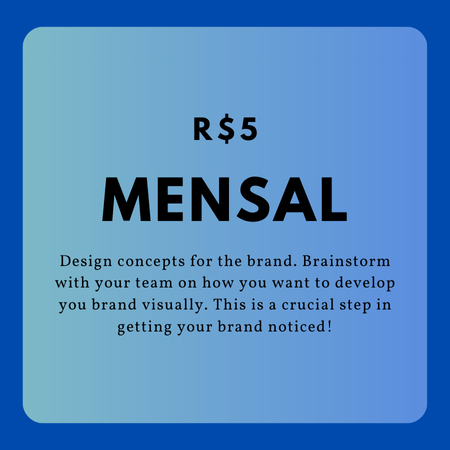 R$5
MENSAL
Design concepts for the brand. Brainstorm
with your team on how you want to develop
you brand visually. This is a crucial step in
getting your brand noticed!